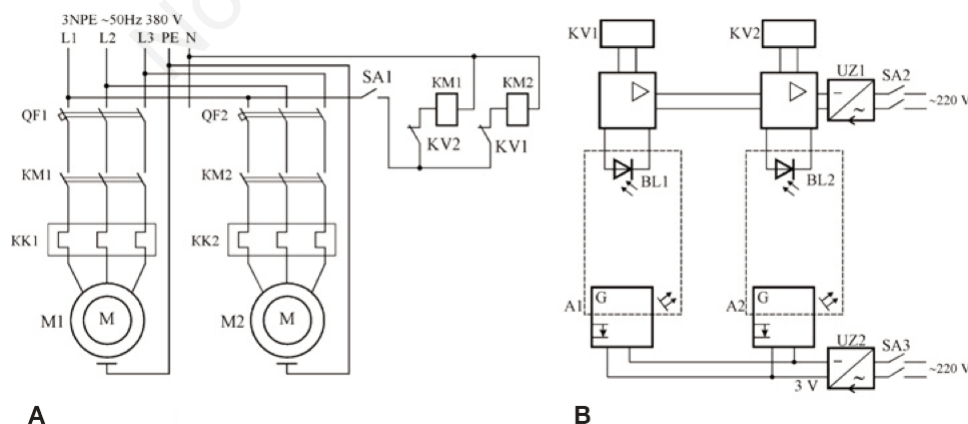 3NPE ~50Hz 380 V
L1 L2 L3 PE N
SA1
KM1 KM2
QF1 QF2
KV2 KV1
KM1 KM2
KK1 KK2
M1 M M2 M
A
KV1 KV2
UZ1 SA2
~220 V
BL1 BL2
A1 G A2 G
UZ2 SA3
~220 V
3 V
B